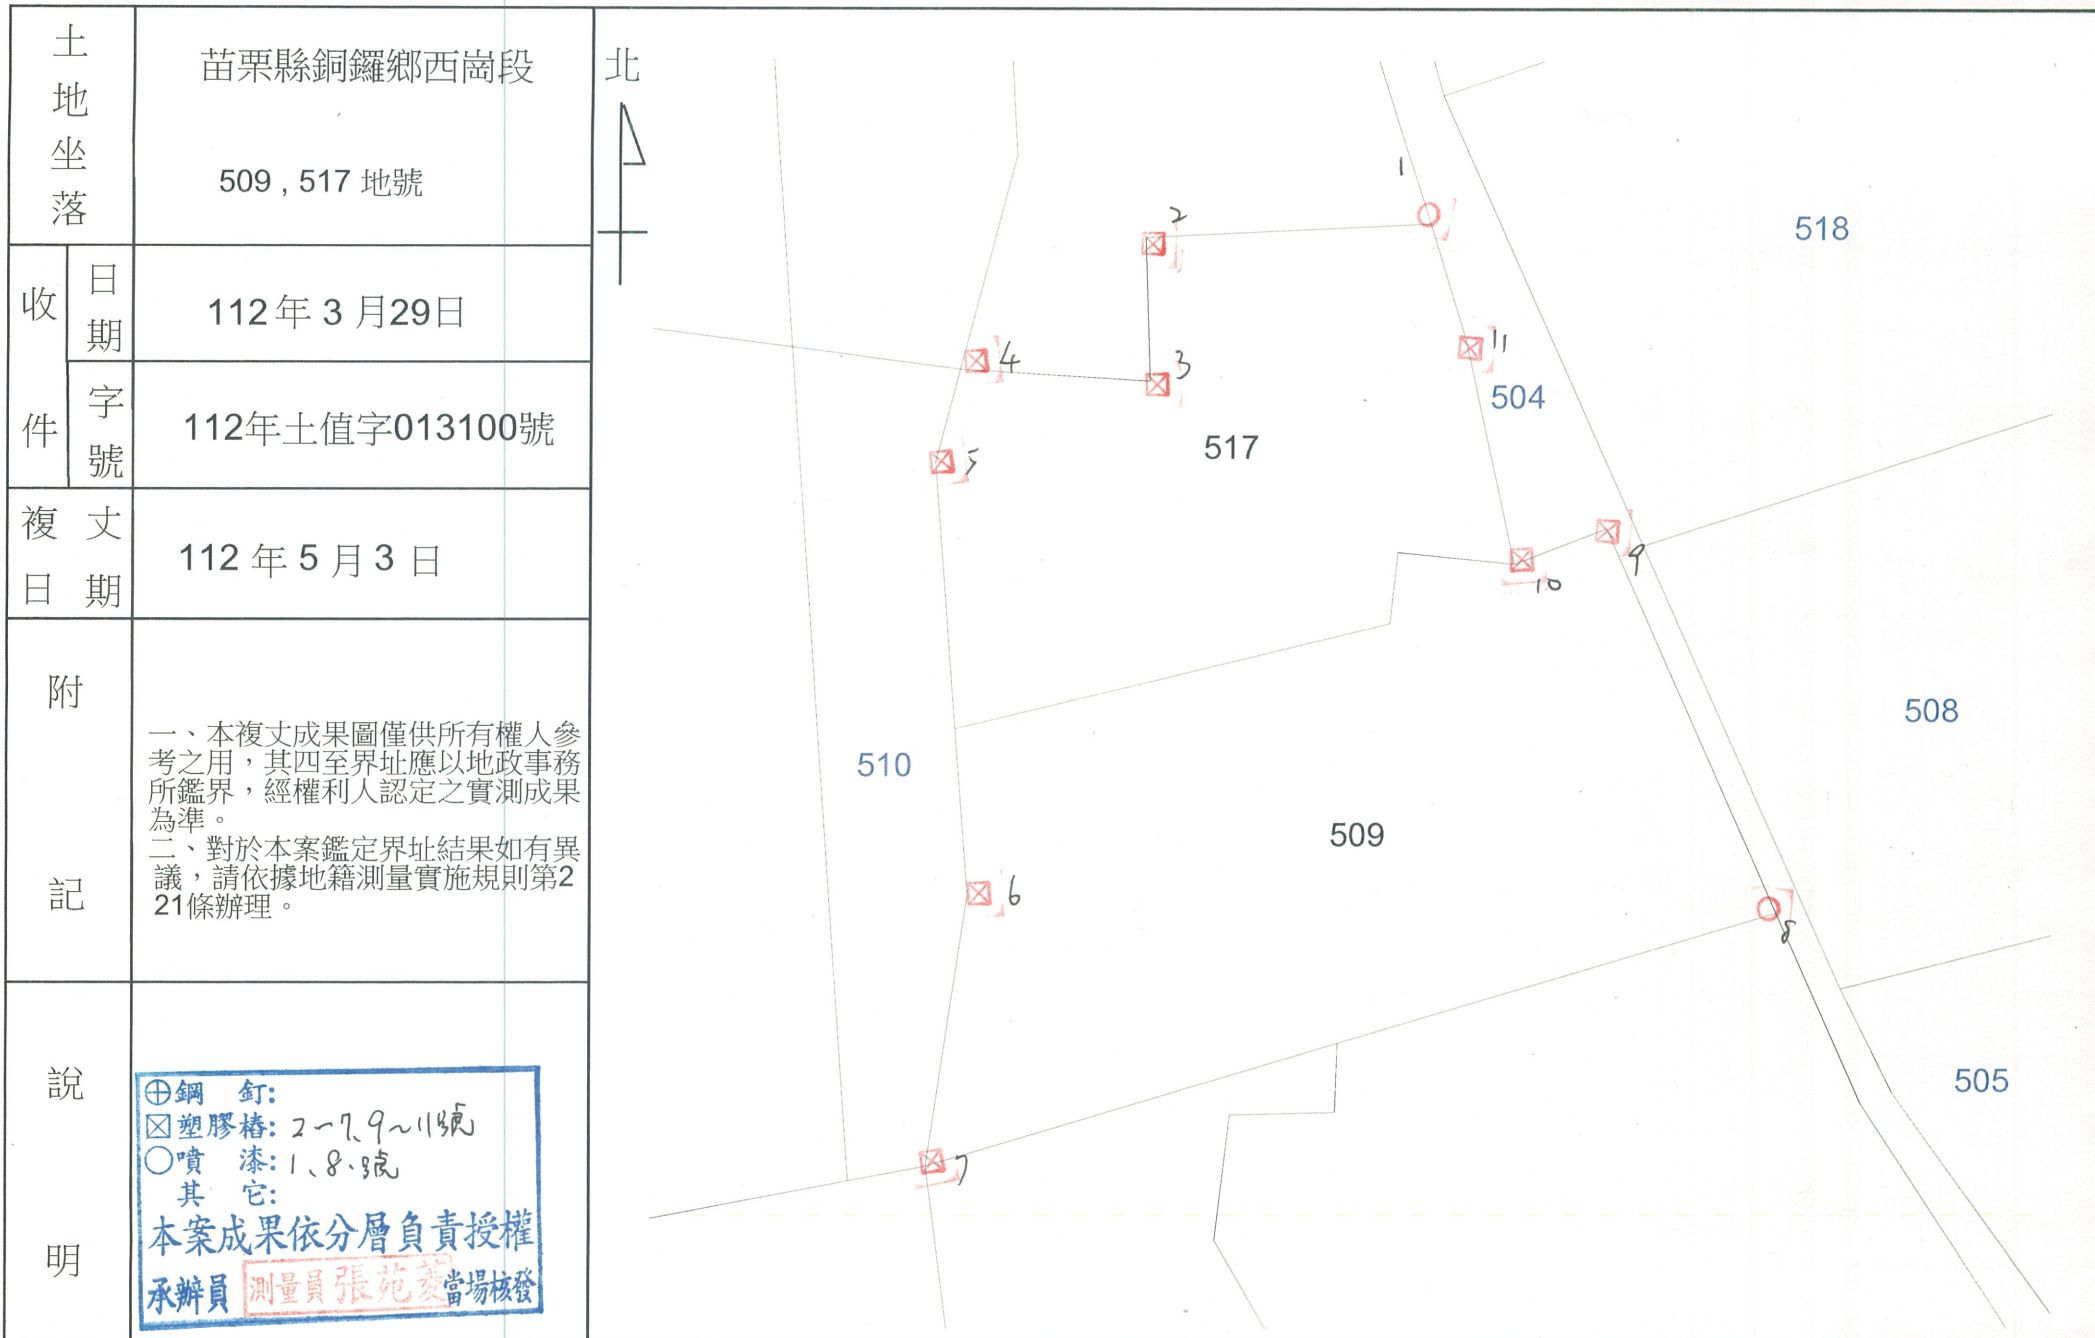 土地坐落
苗栗縣銅鑼鄉西崗段
509 , 517 地號
收件
日期
112 年 3 月29日
字號
112年土值字013100號
複丈日期
112 年 5 月 3 日
附記
一、本複丈成果圖僅供所有權人參
考之用，其四至界址應以地政事務
所鑑界，經權利人認定之實測成果
為準。
二、對於本案鑑定界址結果如有異
議，請依據地籍測量實施規則第2
21條辦理。
說明
⊕鋼 釘:
☒塑膠樁: 2~7、9~11號
○噴 漆: 1、8、號
其 它:
本案成果依分層負責授權
承辦員 測量員張苑菱 當場核發
北
1
2
3
4
5
6
7
8
9
10
11
518
504
517
510
509
508
505